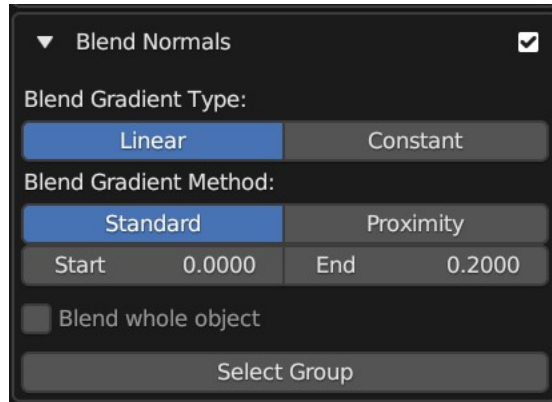 Blend Normals
Blend Gradient Type:
Linear Constant
Blend Gradient Method:
Standard Proximity
Start 0.0000 End 0.2000
Blend whole object
Select Group